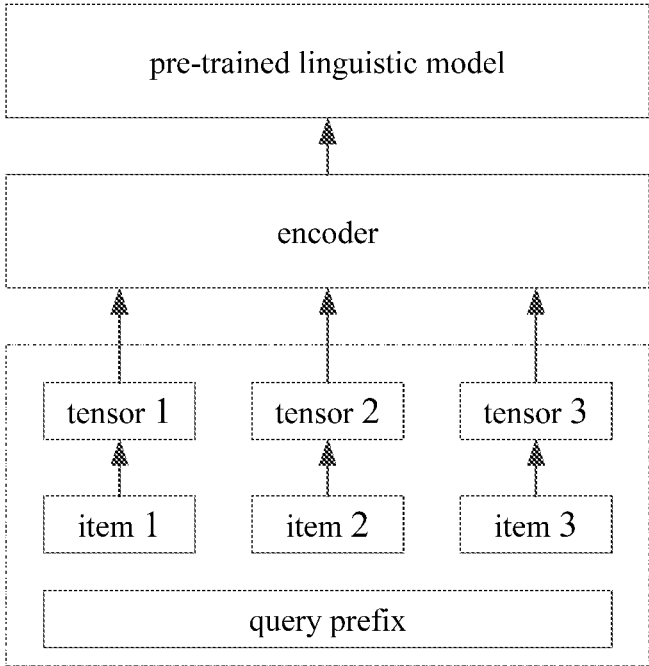 pre-trained linguistic model
encoder
tensor 1 tensor 2 tensor 3
item 1 item 2 item 3
query prefix